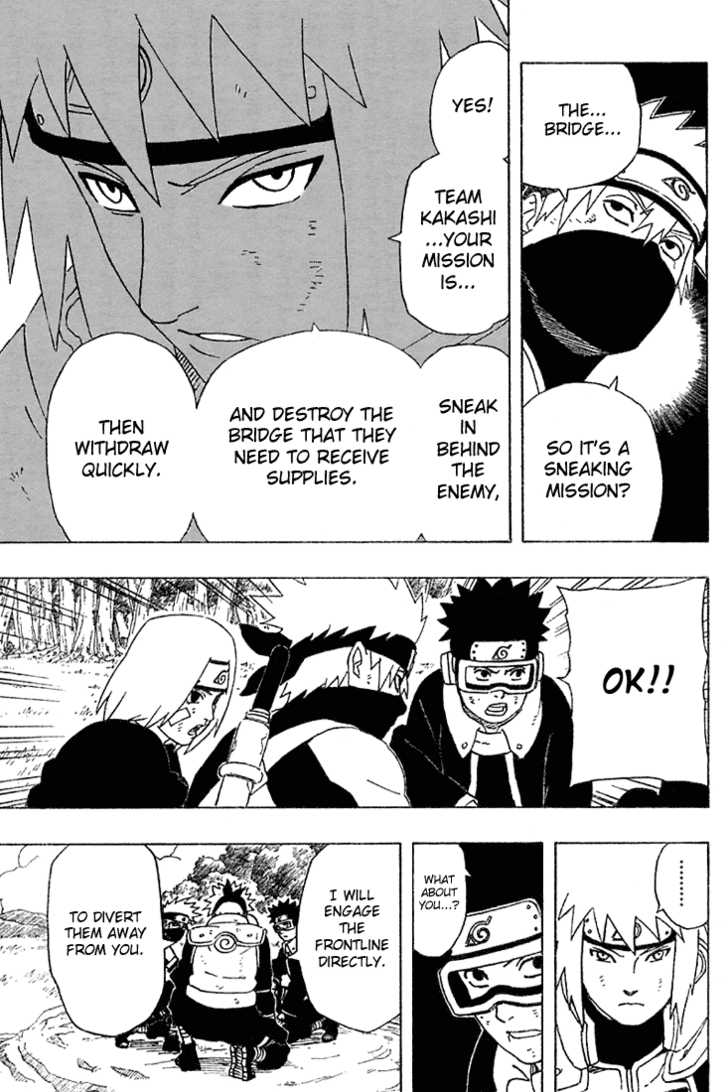 THE...
BRIDGE...
SO IT'S A
SNEAKING
MISSION?
YES!
TEAM
KAKASHI
...YOUR
MISSION
IS...
SNEAK
IN
BEHIND
THE
ENEMY,
AND DESTROY THE
BRIDGE THAT THEY
NEED TO RECEIVE
SUPPLIES.
THEN
WITHDRAW
QUICKLY.
OK!!
.........
WHAT
ABOUT
YOU...?
I WILL
ENGAGE
THE
FRONTLINE
DIRECTLY.
TO DIVERT
THEM AWAY
FROM YOU.